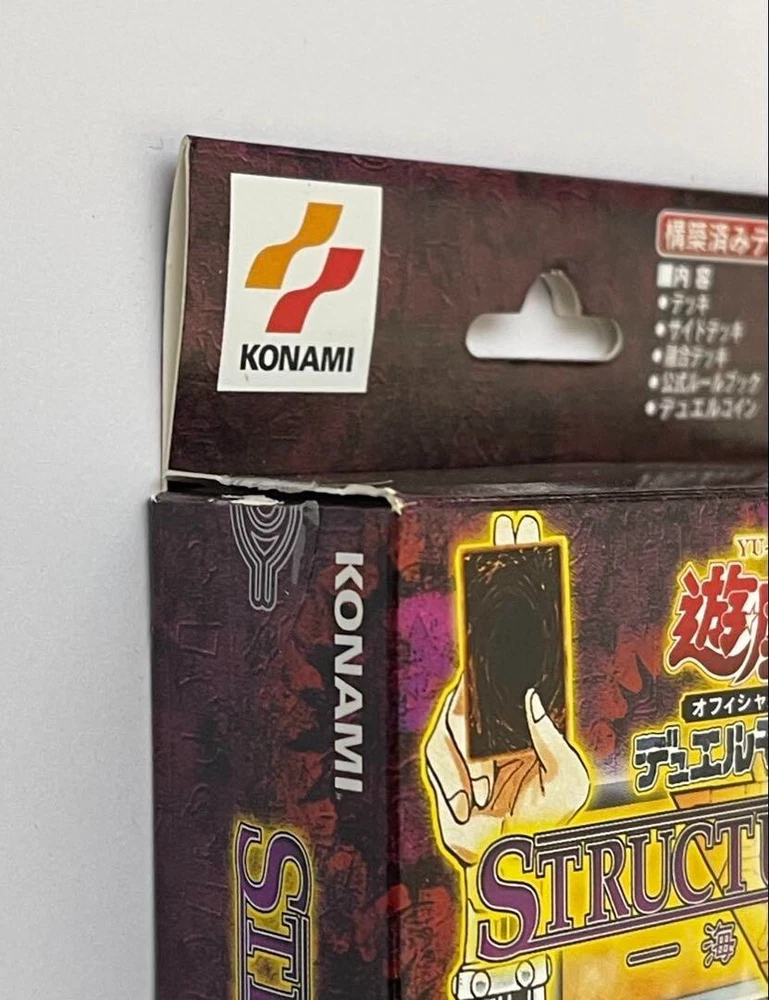 KONAMI
構築済みデ
■内容
●デッキ
●サイドデッキ
●融合デッキ
●公式ルールブック
●デュエルコイン
KONAMI
YU-
遊
オフィシャ
デュエルモ
STRUCTU
海
ST